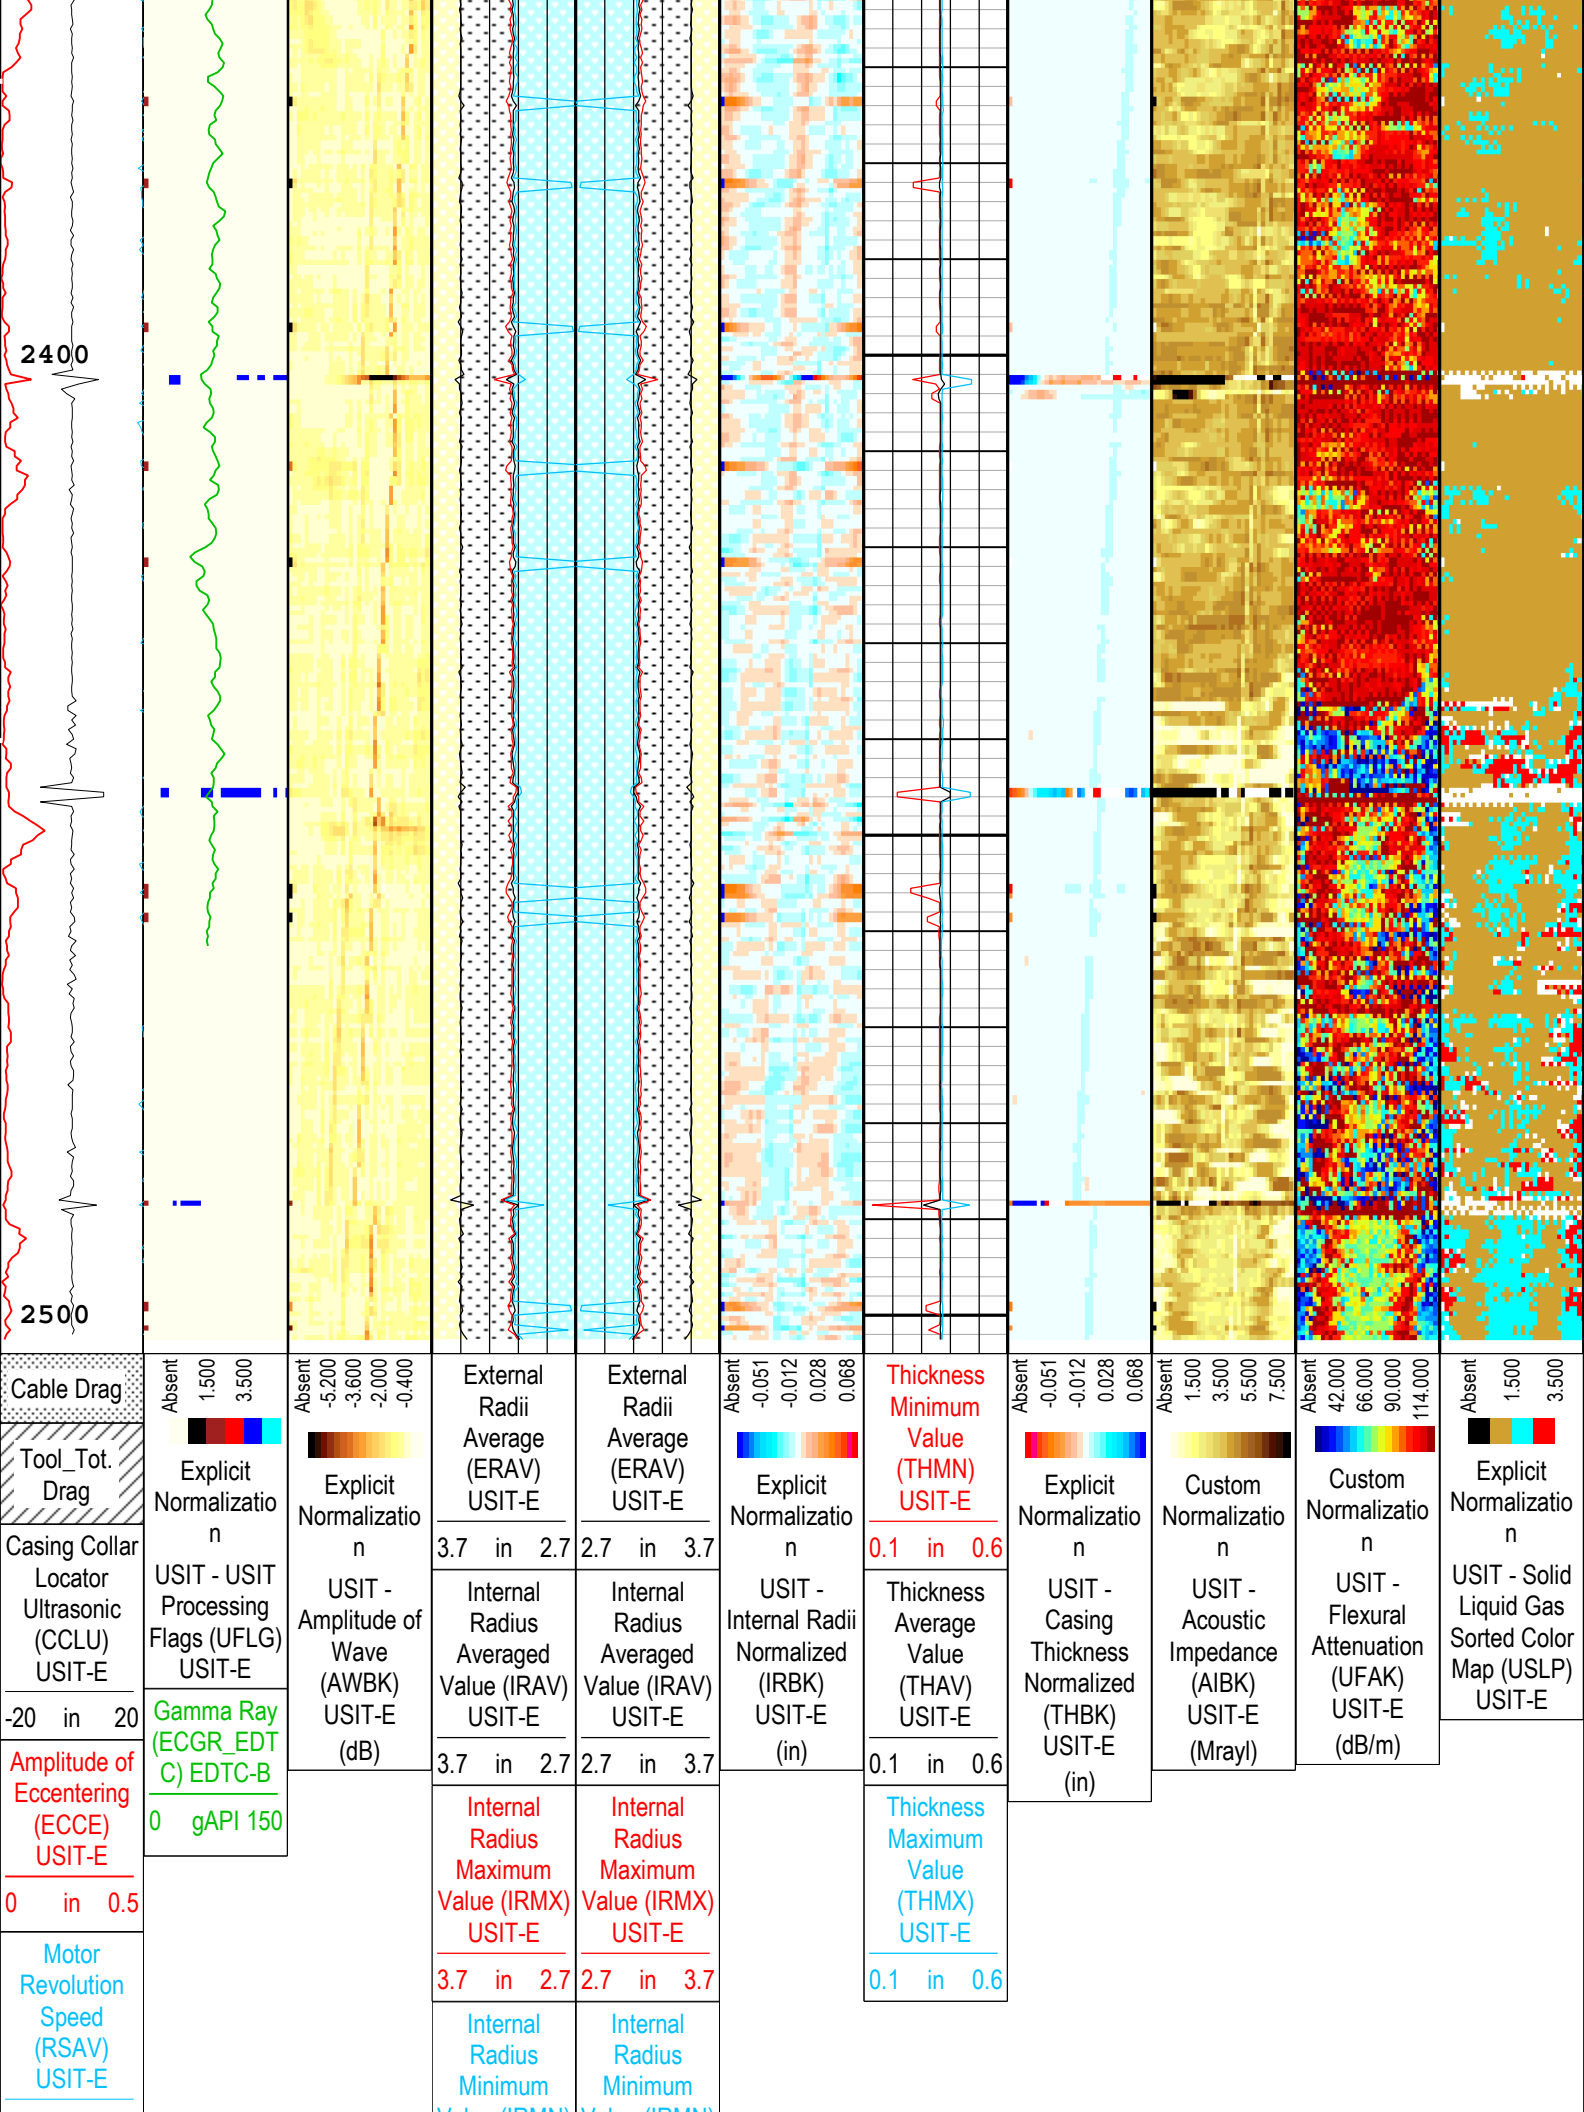 2400
2500
Cable Drag
Tool_Tot.
Drag
Casing Collar
Locator
Ultrasonic
(CCLU)
USIT-E
-20 in 20
Amplitude of
Eccentering
(ECCE)
USIT-E
0 in 0.5
Motor
Revolution
Speed
(RSAV)
USIT-E
Absent
1.500
3.500
Explicit
Normalizatio
n
USIT - USIT
Processing
Flags (UFLG)
USIT-E
Gamma Ray
(ECGR_EDT
C) EDTC-B
0 gAPI 150
Absent
-5.200
-3.600
-2.000
-0.400
Explicit
Normalizatio
n
USIT -
Amplitude of
Wave
(AWBK)
USIT-E
(dB)
External
Radii
Average
(ERAV)
USIT-E
3.7 in 2.7
Internal
Radius
Averaged
Value (IRAV)
USIT-E
3.7 in 2.7
Internal
Radius
Maximum
Value (IRMX)
USIT-E
3.7 in 2.7
Internal
Radius
Minimum
Value (IRMN)
External
Radii
Average
(ERAV)
USIT-E
2.7 in 3.7
Internal
Radius
Averaged
Value (IRAV)
USIT-E
2.7 in 3.7
Internal
Radius
Maximum
Value (IRMX)
USIT-E
2.7 in 3.7
Internal
Radius
Minimum
Value (IRMN)
Absent
-0.051
-0.012
0.028
0.068
Explicit
Normalizatio
n
USIT -
Internal Radii
Normalized
(IRBK)
USIT-E
(in)
Thickness
Minimum
Value
(THMN)
USIT-E
0.1 in 0.6
Thickness
Average
Value
(THAV)
USIT-E
0.1 in 0.6
Thickness
Maximum
Value
(THMX)
USIT-E
0.1 in 0.6
Absent
-0.051
-0.012
0.028
0.068
Explicit
Normalizatio
n
USIT -
Casing
Thickness
Normalized
(THBK)
USIT-E
(in)
Absent
1.500
3.500
5.500
7.500
Custom
Normalizatio
n
USIT -
Acoustic
Impedance
(AIBK)
USIT-E
(Mrayl)
Absent
42.000
66.000
90.000
114.000
Custom
Normalizatio
n
USIT -
Flexural
Attenuation
(UFAK)
USIT-E
(dB/m)
Absent
1.500
3.500
Explicit
Normalizatio
n
USIT - Solid
Liquid Gas
Sorted Color
Map (USLP)
USIT-E